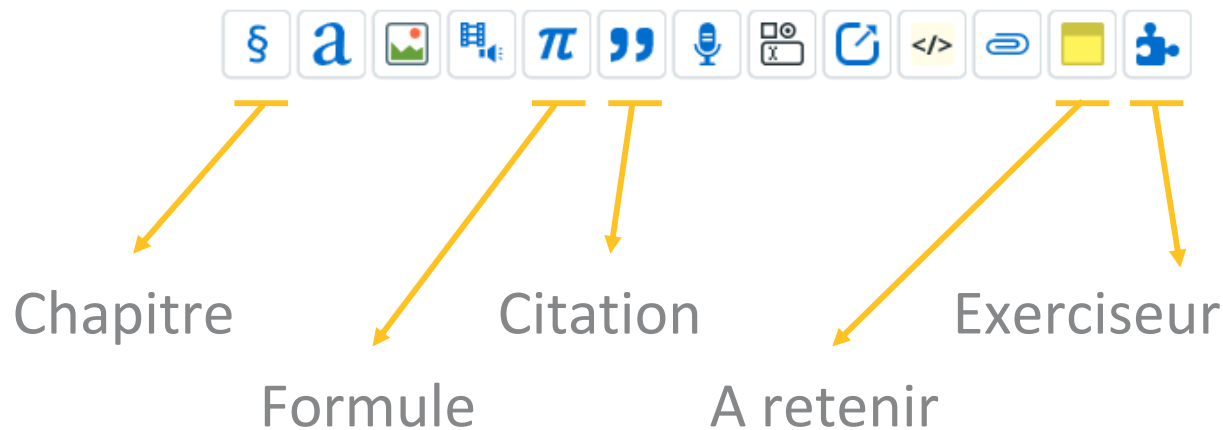 § a π ❟❟ </>
Chapitre Citation Exerciseur
Formule A retenir